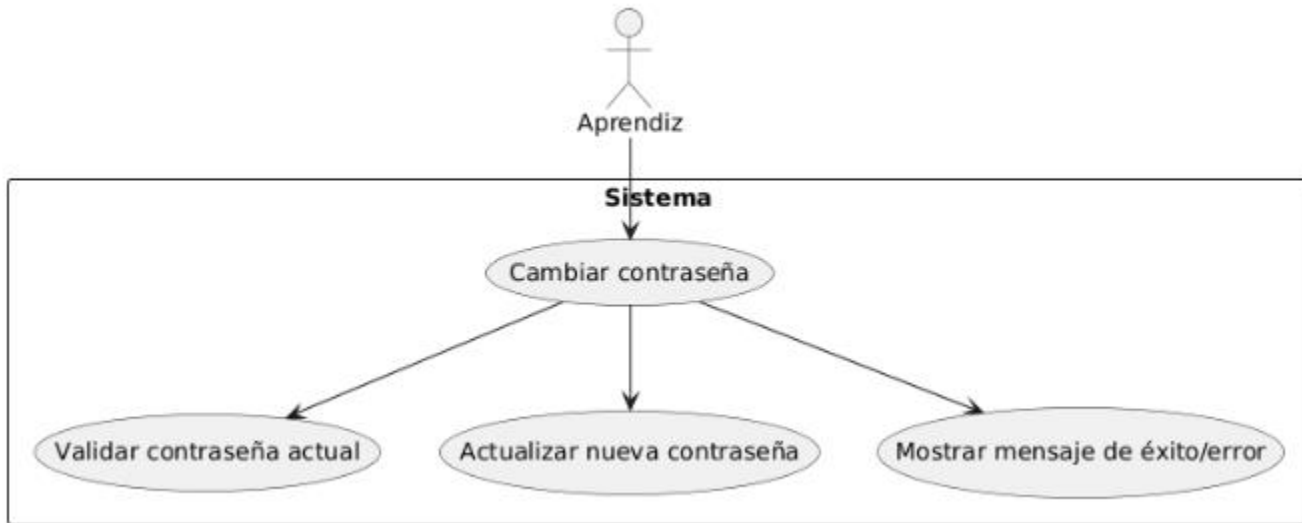 Aprendiz
Sistema
Cambiar contraseña
Validar contraseña actual
Actualizar nueva contraseña
Mostrar mensaje de éxito/error